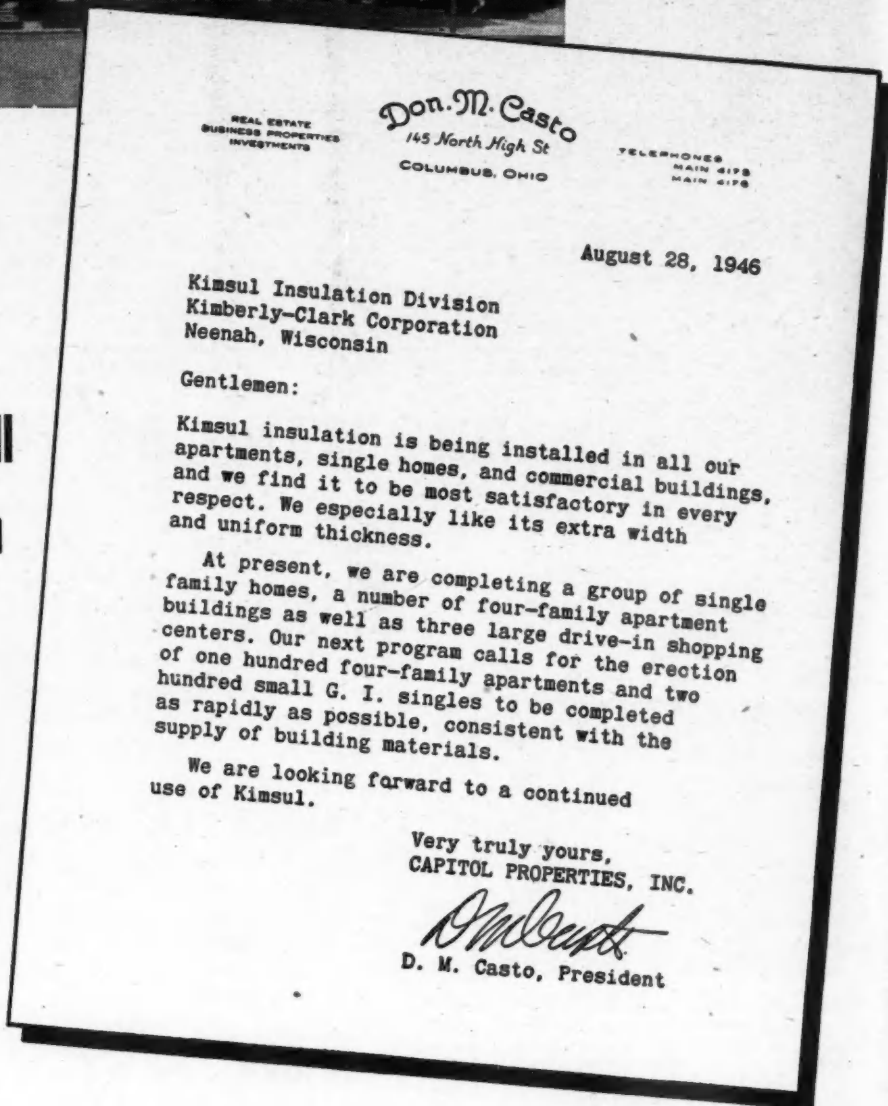 REAL ESTATE
BUSINESS PROPERTIES
INVESTMENTS
Don. M. Casto
145 North High St
COLUMBUS, OHIO
TELEPHONES
MAIN 4175
MAIN 4176
August 28, 1946
Kimsul Insulation Division
Kimberly-Clark Corporation
Neenah, Wisconsin
Gentlemen:
Kimsul insulation is being installed in all our
apartments, single homes, and commercial buildings,
and we find it to be most satisfactory in every
respect. We especially like its extra width
and uniform thickness.
At present, we are completing a group of single
family homes, a number of four-family apartment
buildings as well as three large drive-in shopping
centers. Our next program calls for the erection
of one hundred four-family apartments and two
hundred small G. I. singles to be completed
as rapidly as possible, consistent with the
supply of building materials.
We are looking forward to a continued
use of Kimsul.
Very truly yours,
CAPITOL PROPERTIES, INC.
D M Casto
D. M. Casto, President